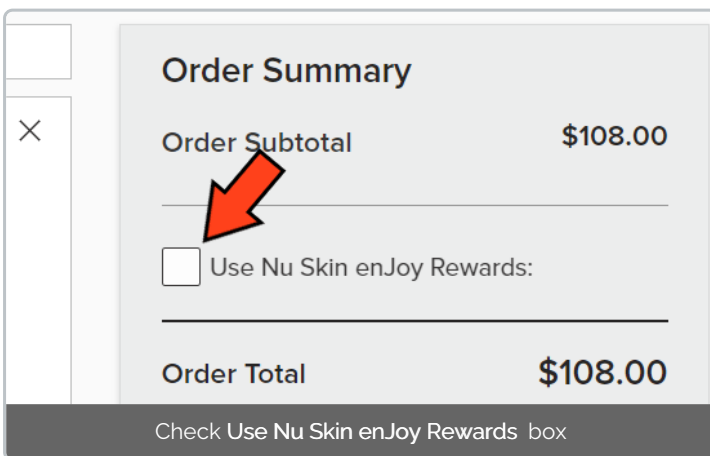 Order Summary
Order Subtotal $108.00
Use Nu Skin enJoy Rewards:
Order Total $108.00
Check Use Nu Skin enJoy Rewards box